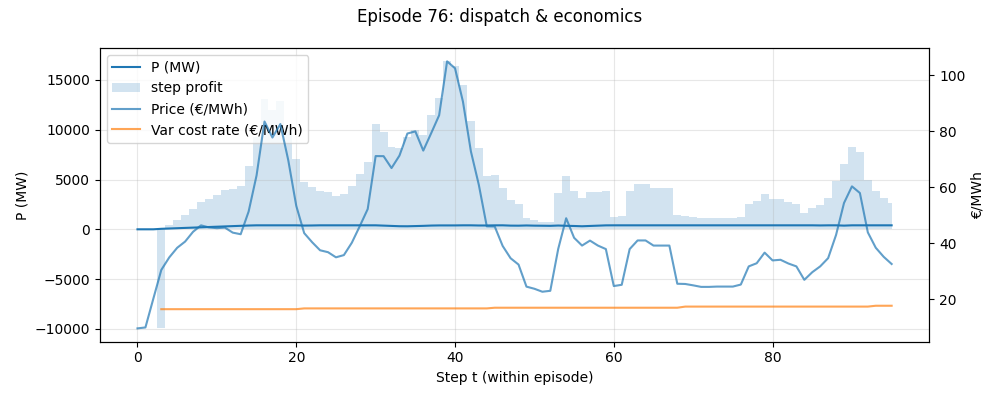 Episode 76: dispatch & economics
P (MW)
step profit
Price (€/MWh)
Var cost rate (€/MWh)
P (MW)
15000
10000
5000
0
−5000
−10000
100
80
60
40
20
€/MWh
0 20 40 60 80
Step t (within episode)